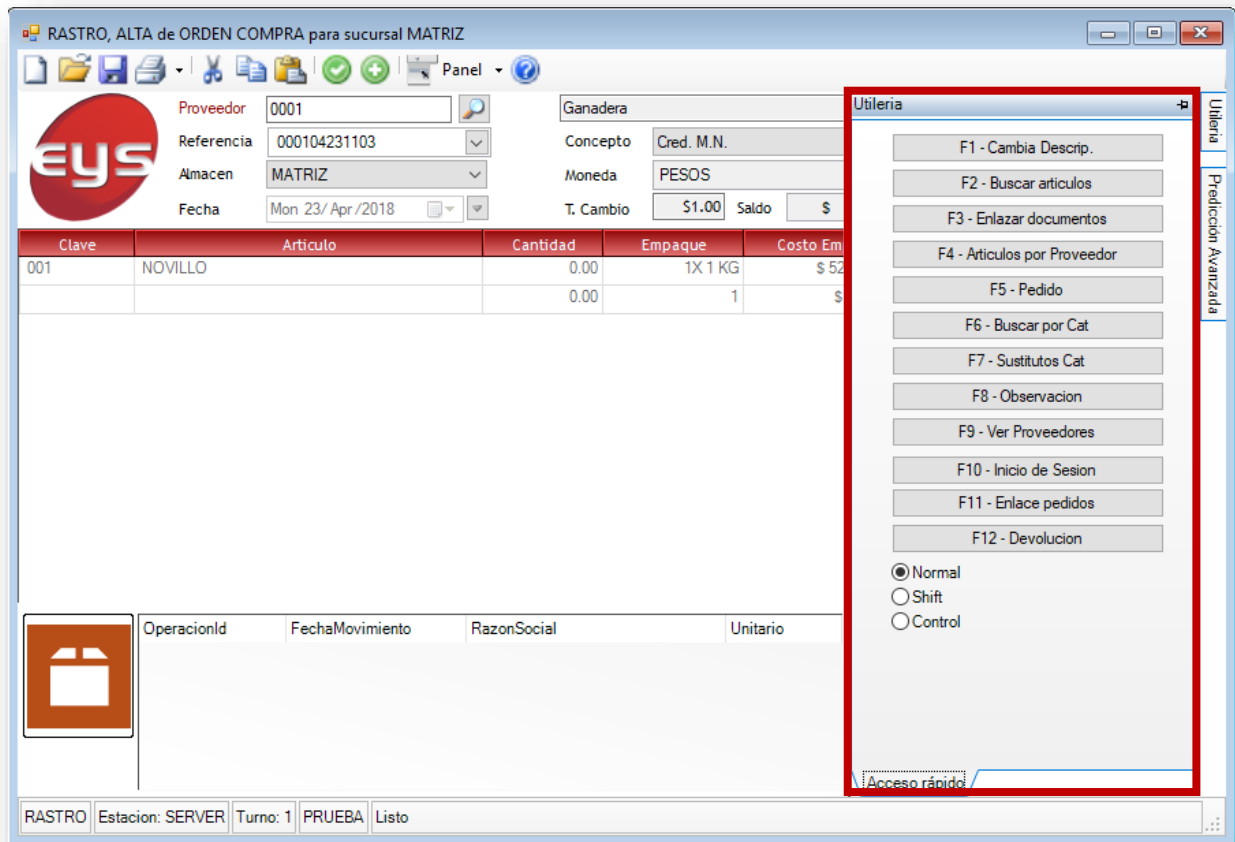 RASTRO, ALTA de ORDEN COMPRA para sucursal MATRIZ
Panel
eys
Proveedor 0001 Ganadera
Referencia 000104231103 Concepto Cred. M.N.
Almacen MATRIZ Moneda PESOS
Fecha Mon 23/Apr/2018 T. Cambio $1.00 Saldo $
Clave Articulo Cantidad Empaque Costo Em
001 NOVILLO 0.00 1X 1 KG $ 52
0.00 1 $
OperacionId FechaMovimiento RazonSocial Unitario
Utileria
F1 - Cambia Descrip.
F2 - Buscar articulos
F3 - Enlazar documentos
F4 - Articulos por Proveedor
F5 - Pedido
F6 - Buscar por Cat
F7 - Sustitutos Cat
F8 - Observacion
F9 - Ver Proveedores
F10 - Inicio de Sesion
F11 - Enlace pedidos
F12 - Devolucion
Normal
Shift
Control
Acceso rápido
Utileria
Predicción Avanzada
RASTRO Estacion: SERVER Turno: 1 PRUEBA Listo